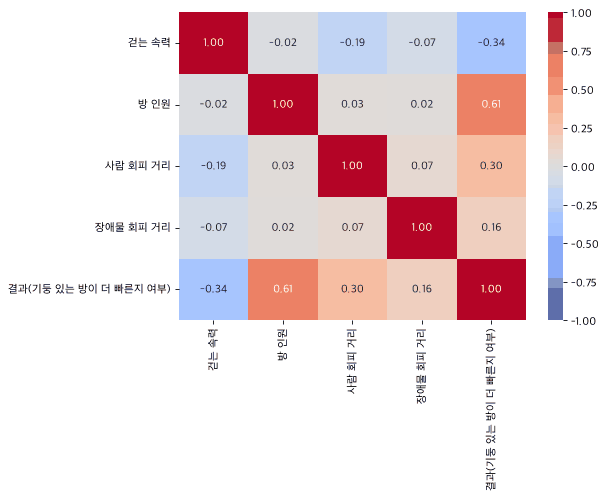 걷는 속력 1.00 -0.02 -0.19 -0.07 -0.34
방 인원 -0.02 1.00 0.03 0.02 0.61
사람 회피 거리 -0.19 0.03 1.00 0.07 0.30
장애물 회피 거리 -0.07 0.02 0.07 1.00 0.16
결과(기둥 있는 방이 더 빠른지 여부) -0.34 0.61 0.30 0.16 1.00
걷는 속력
방 인원
사람 회피 거리
장애물 회피 거리
결과(기둥 있는 방이 더 빠른지 여부)
1.00
0.75
0.50
0.25
0.00
-0.25
-0.50
-0.75
-1.00